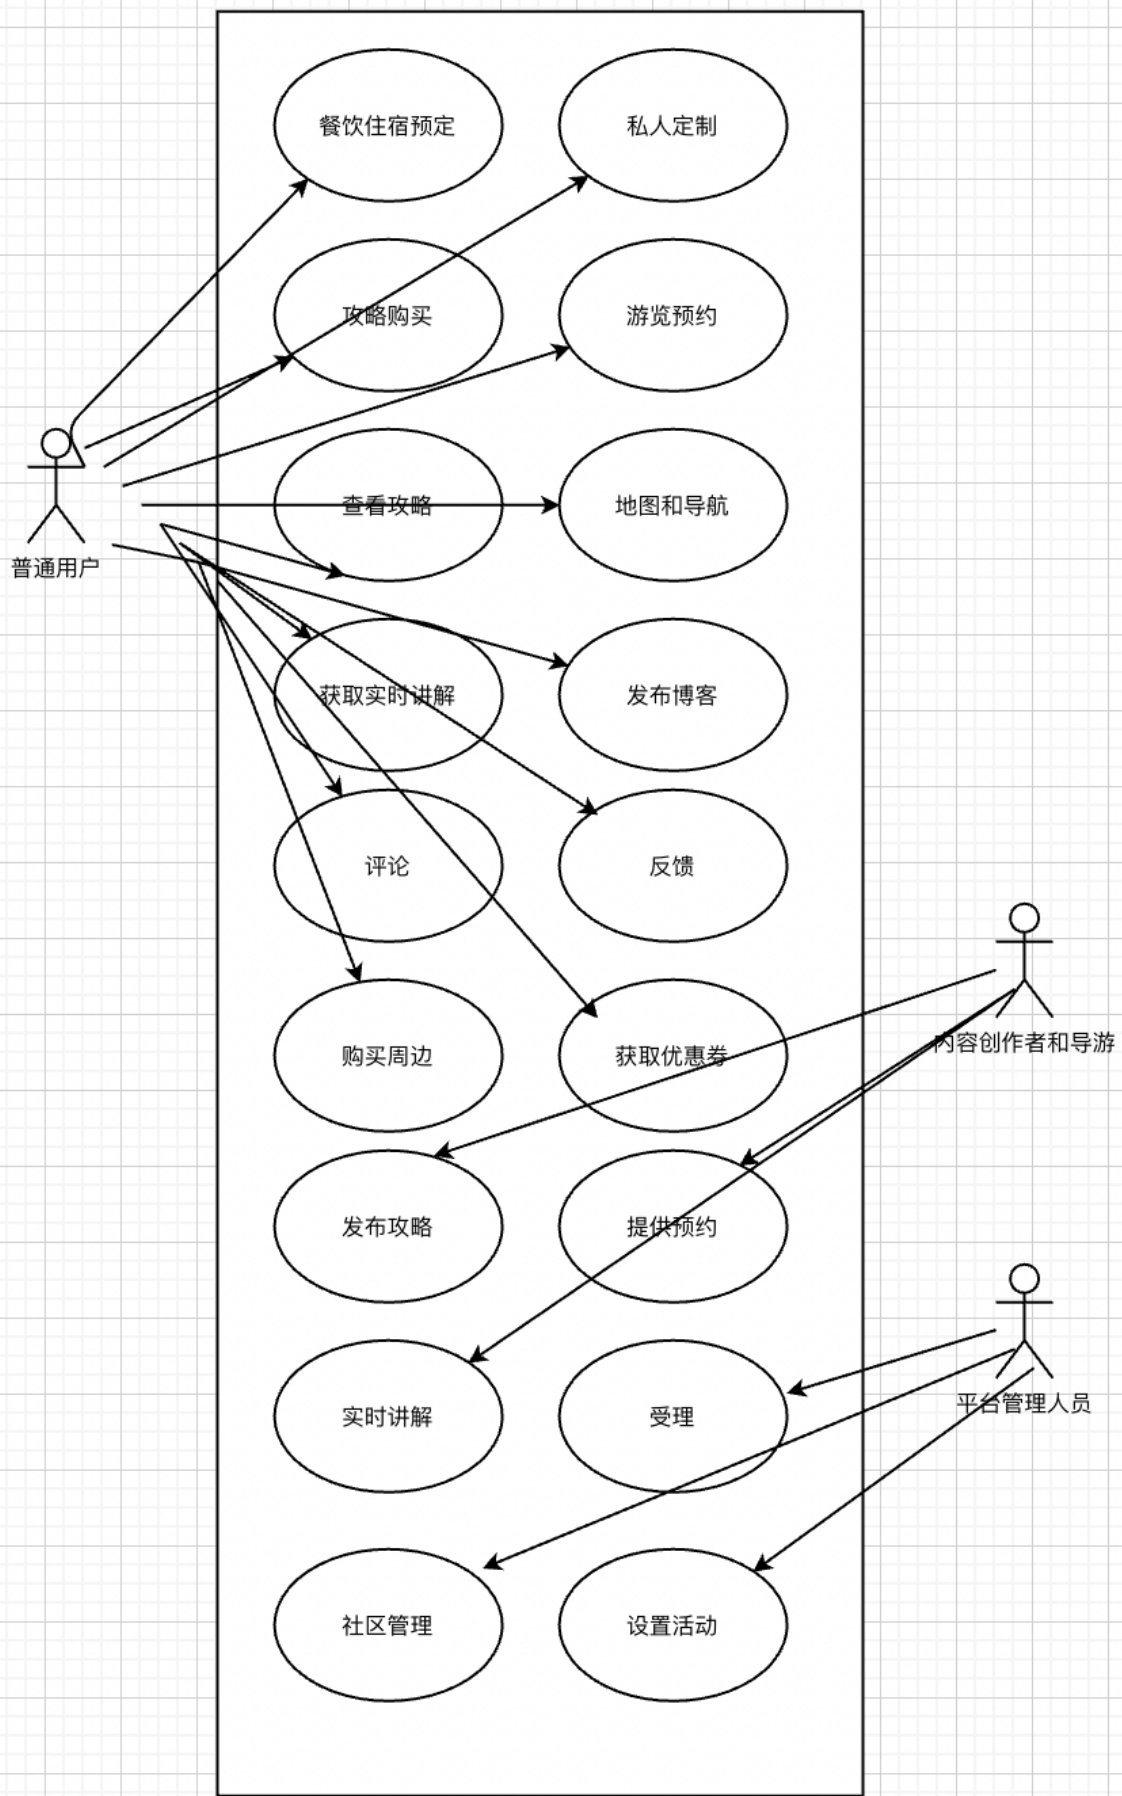 餐饮住宿预定
私人定制
攻略购买
游览预约
查看攻略
地图和导航
普通用户
获取实时讲解
发布博客
评论
反馈
购买周边
获取优惠券
内容创作者和导游
发布攻略
提供预约
实时讲解
受理
平台管理人员
社区管理
设置活动